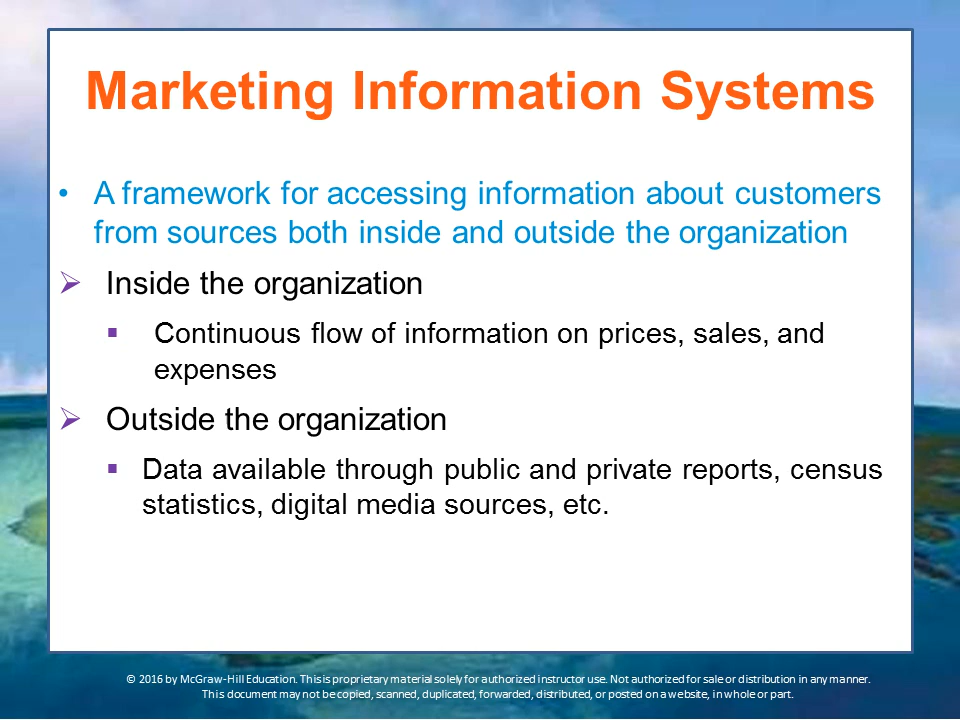 Marketing Information Systems
• A framework for accessing information about customers
from sources both inside and outside the organization
➢ Inside the organization
▪ Continuous flow of information on prices, sales, and
expenses
➢ Outside the organization
▪ Data available through public and private reports, census
statistics, digital media sources, etc.
© 2016 by McGraw-Hill Education. This is proprietary material solely for authorized instructor use. Not authorized for sale or distribution in any manner.
This document may not be copied, scanned, duplicated, forwarded, distributed, or posted on a website, in whole or part.